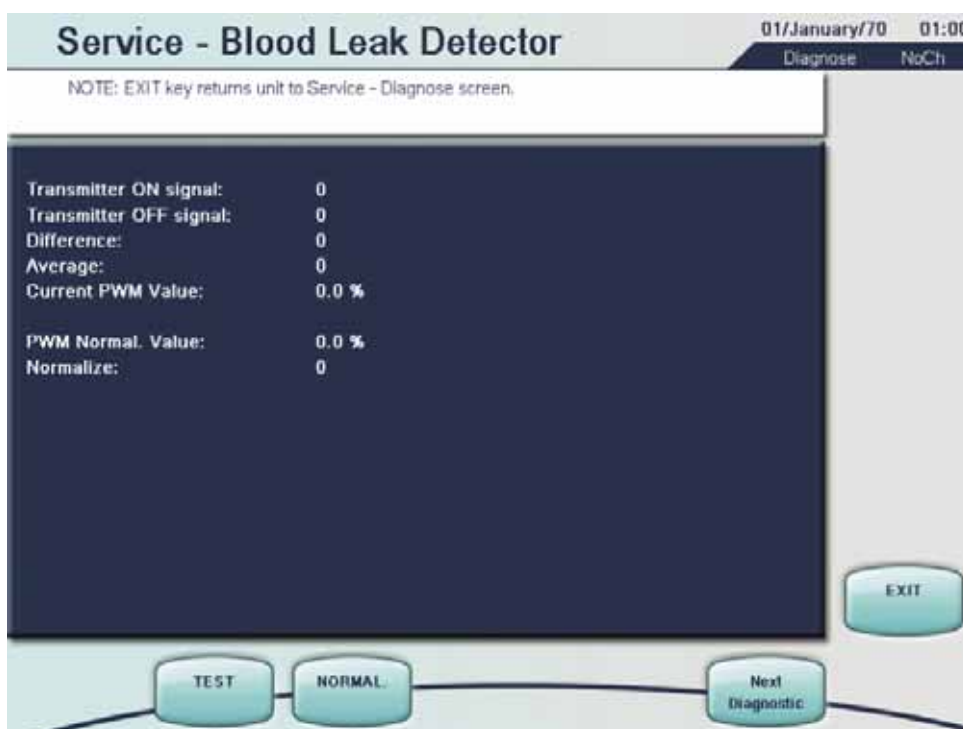 Service - Blood Leak Detector
01/January/70 01:00
Diagnose NoCh
NOTE: EXIT key returns unit to Service - Diagnose screen.
Transmitter ON signal: 0
Transmitter OFF signal: 0
Difference: 0
Average: 0
Current PWM Value: 0.0 %
PWM Normal. Value: 0.0 %
Normalize: 0
EXIT
TEST
NORMAL.
Next
Diagnostic